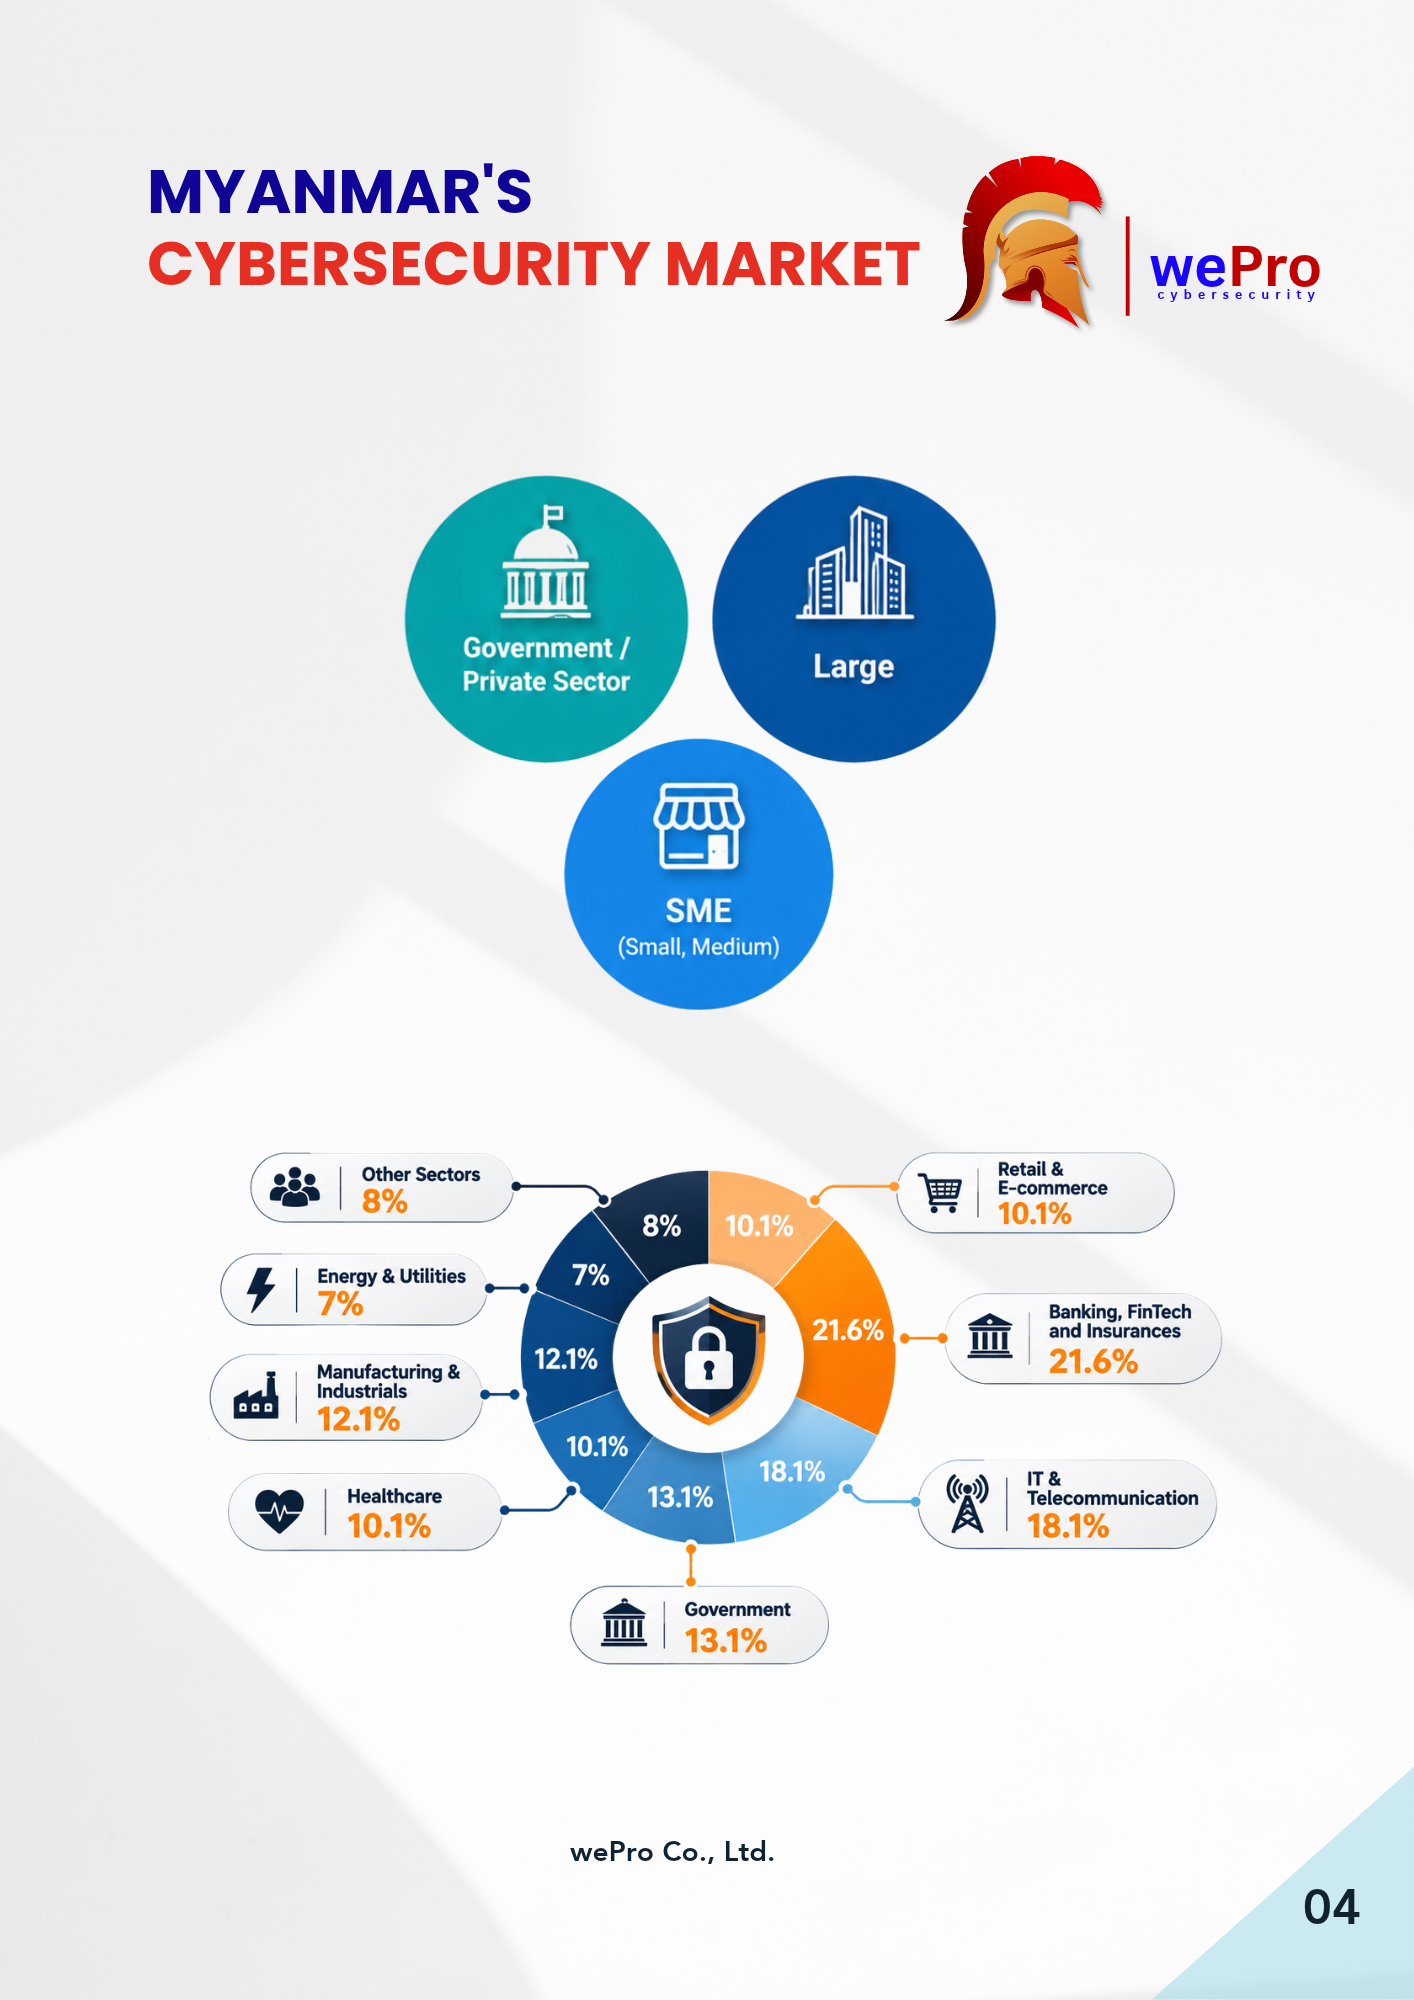 MYANMAR'S
CYBERSECURITY MARKET
wePro
cybersecurity
Government /
Private Sector
Large
SME
(Small, Medium)
Other Sectors
8%
Energy & Utilities
7%
Manufacturing &
Industrials
12.1%
Healthcare
10.1%
8%
10.1%
7%
21.6%
12.1%
10.1%
18.1%
13.1%
Retail &
E-commerce
10.1%
Banking, FinTech
and Insurances
21.6%
IT &
Telecommunication
18.1%
Government
13.1%
wePro Co., Ltd.
04